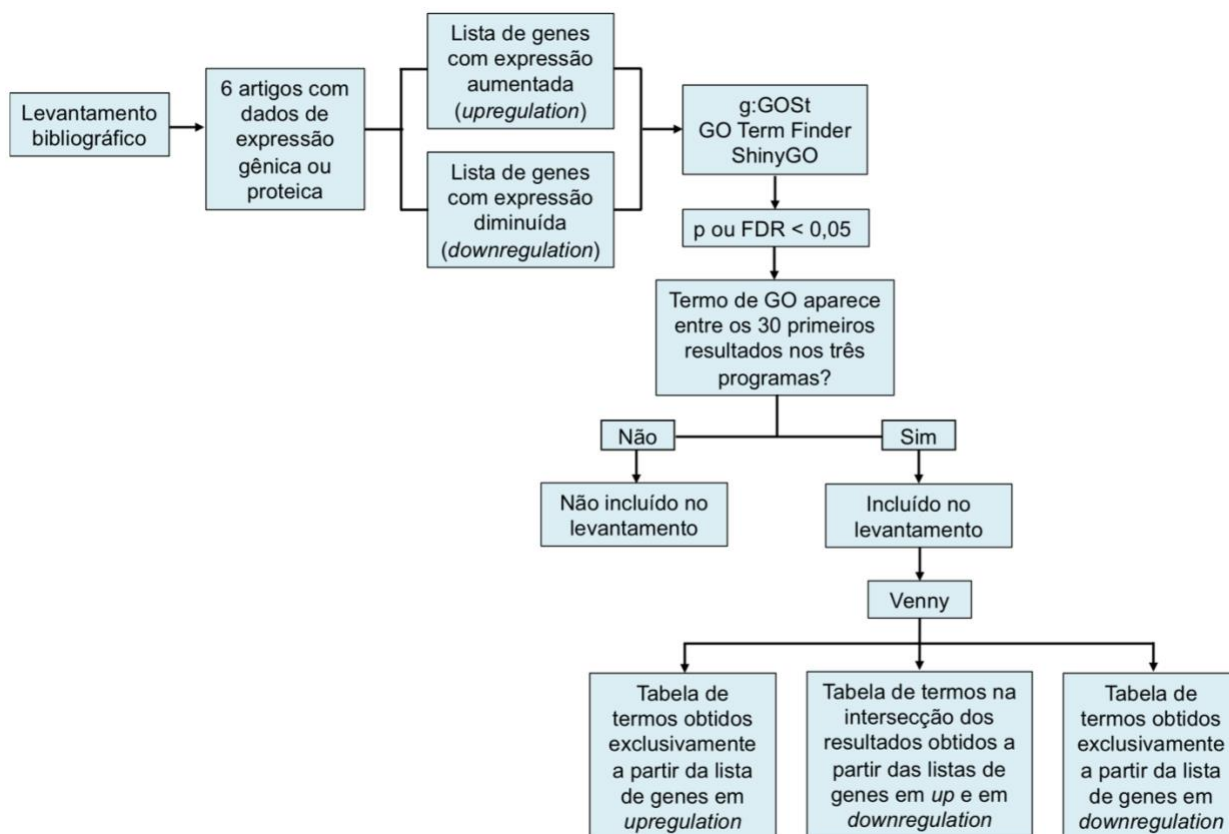 Levantamento
bibliográfico
6 artigos com
dados de
expressão
gênica ou
proteica
Lista de genes
com expressão
aumentada
(upregulation)
Lista de genes
com expressão
diminuída
(downregulation)
g:GOSt
GO Term Finder
ShinyGO
p ou FDR < 0,05
Termo de GO aparece
entre os 30 primeiros
resultados nos três
programas?
Não
Sim
Não incluído no
levantamento
Incluído no
levantamento
Venny
Tabela de
termos obtidos
exclusivamente
a partir da lista
de genes em
upregulation
Tabela de termos na
intersecção dos
resultados obtidos a
partir das listas de
genes em up e em
downregulation
Tabela de
termos obtidos
exclusivamente
a partir da lista
de genes em
downregulation